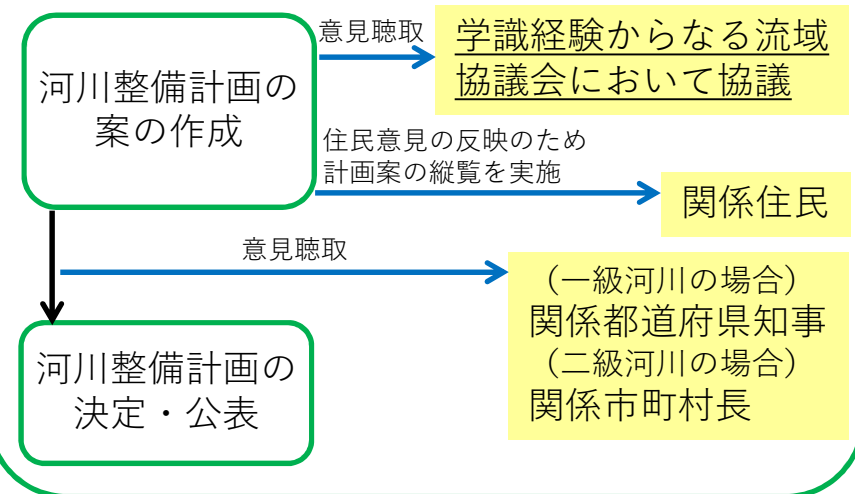 河川整備計画の
案の作成
意見聴取
学識経験からなる流域
協議会において協議
住民意見の反映のため
計画案の縦覧を実施
関係住民
意見聴取
（一級河川の場合）
関係都道府県知事
（二級河川の場合）
関係市町村長
河川整備計画の
決定・公表